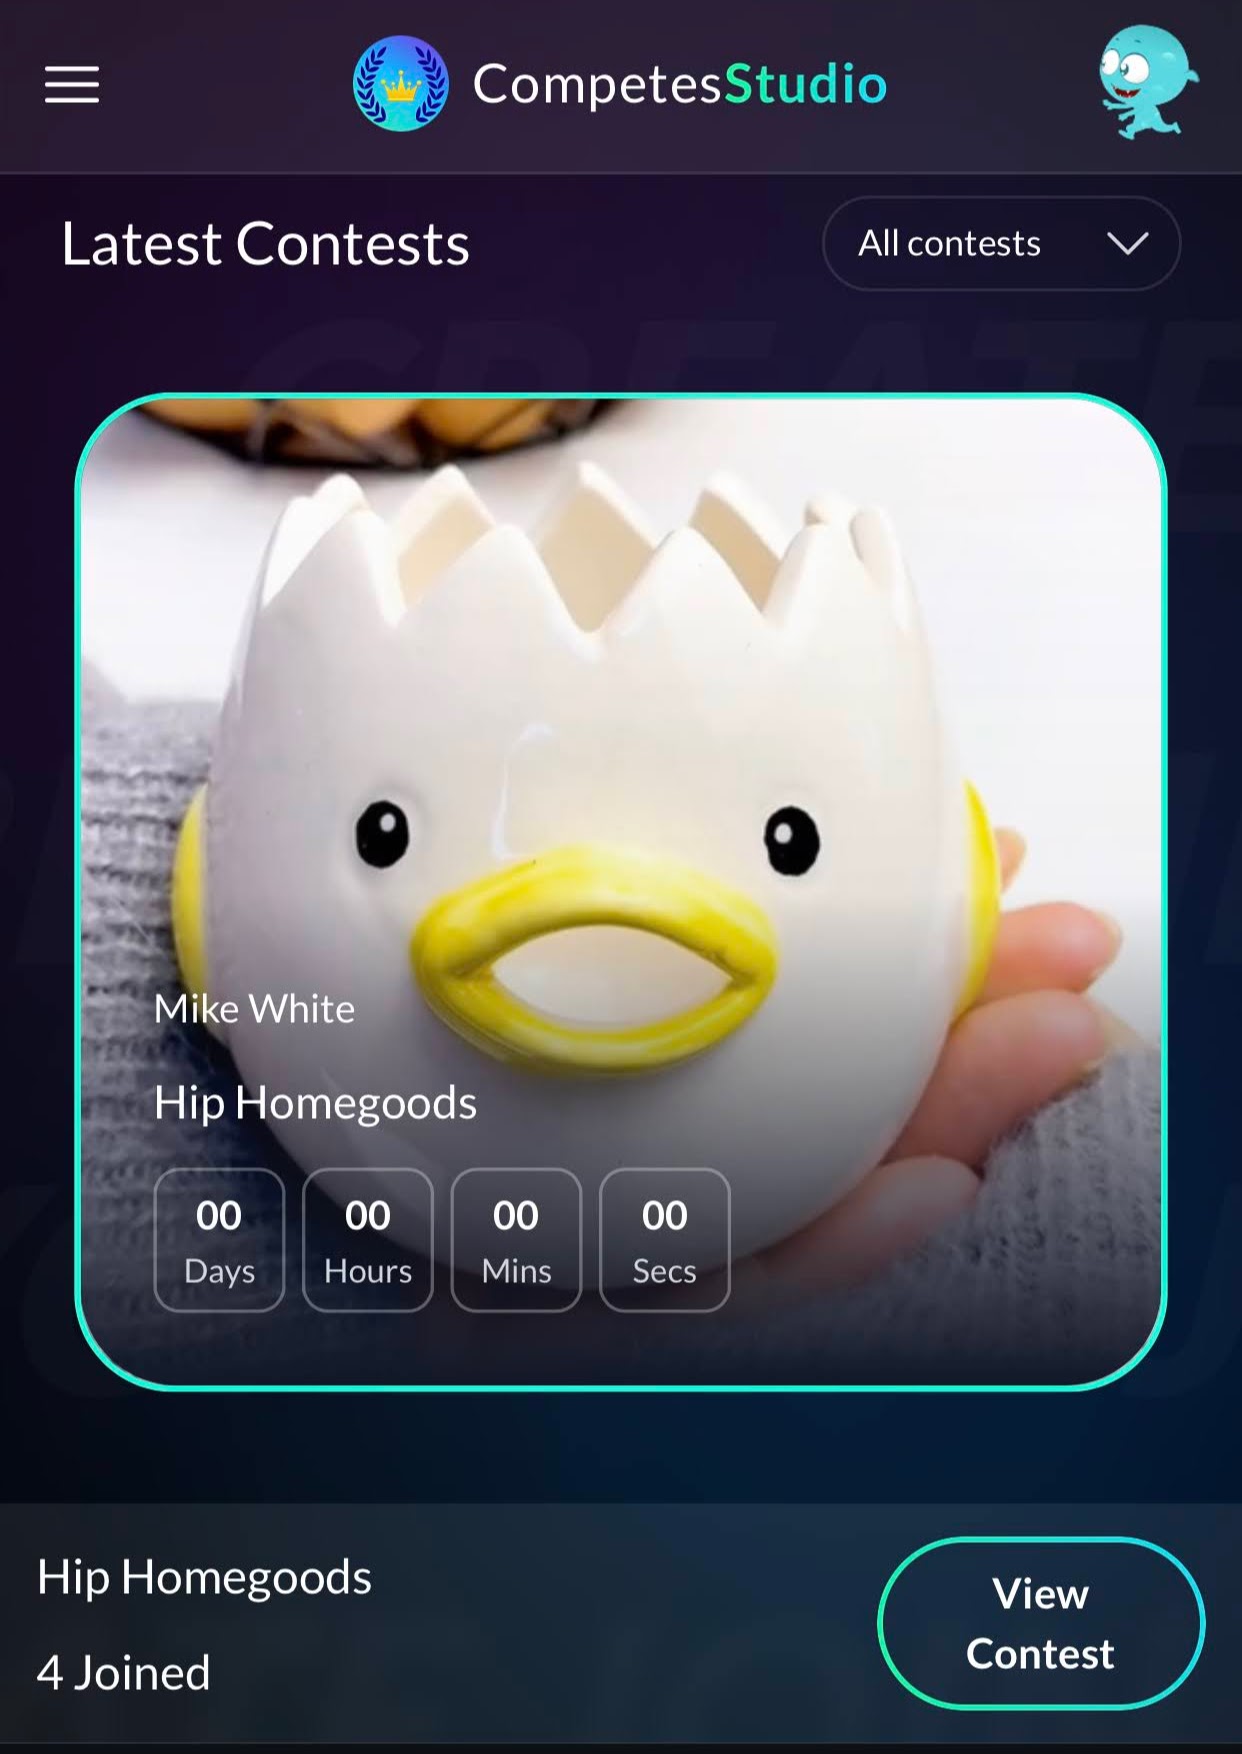 CompetesStudio
Latest Contests
All contests
Mike White
Hip Homegoods
00 00 00 00
Days Hours Mins Secs
Hip Homegoods
4 Joined
View
Contest